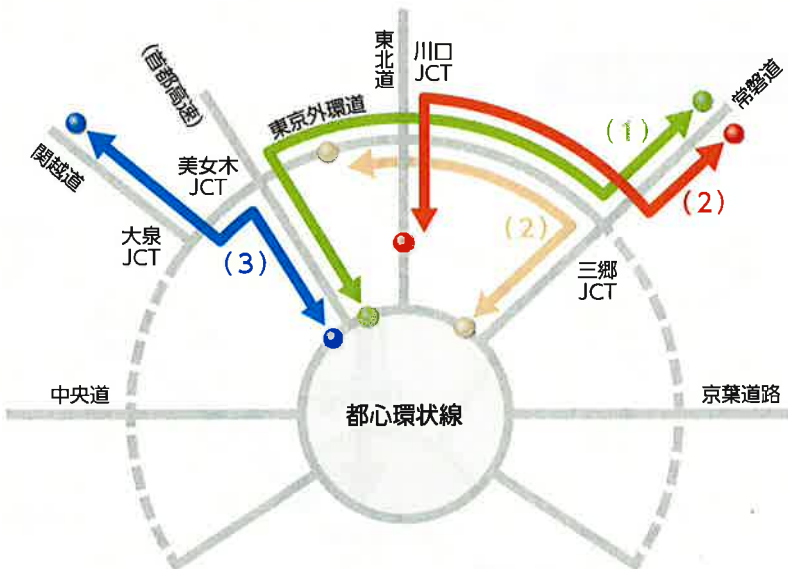 東北道
川口
JCT
(首都高速)
東京外環道
常磐道
(1)
関越道
美女木
JCT
(2)
(2)
大泉
JCT
(3)
三郷
JCT
中央道
京葉道路
都心環状線